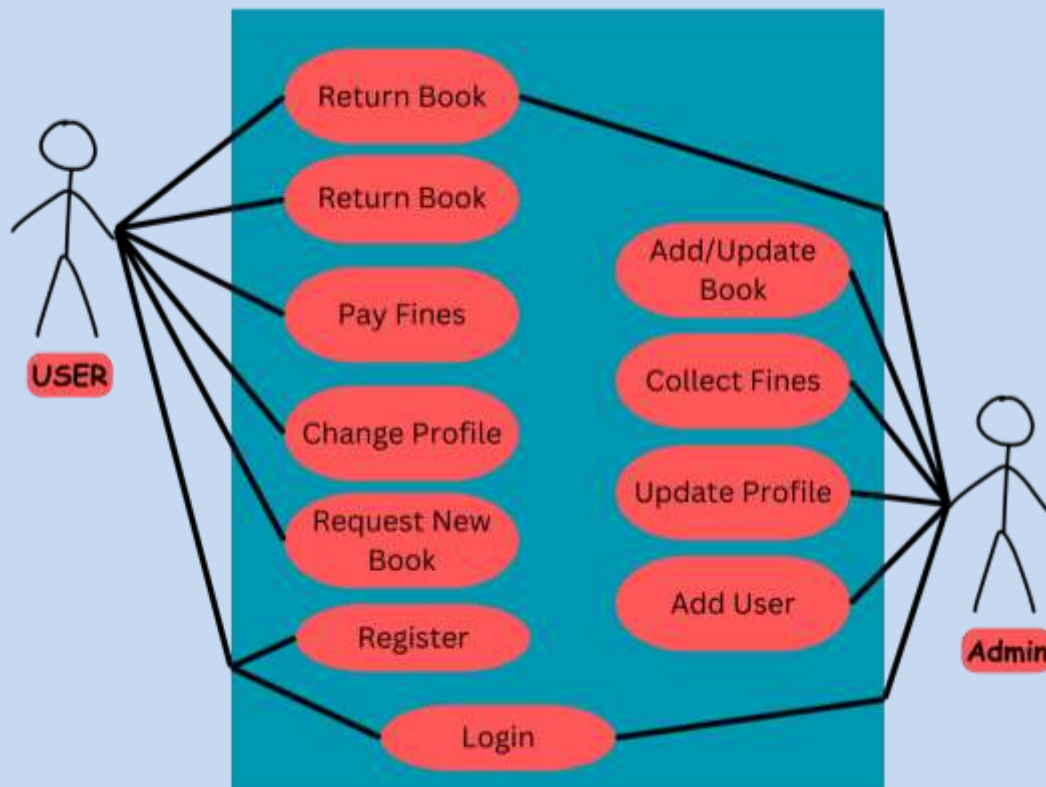 Return Book
Return Book
Pay Fines
Change Profile
Request New
Book
Register
Login
Add/Update
Book
Collect Fines
Update Profile
Add User
USER
Admin